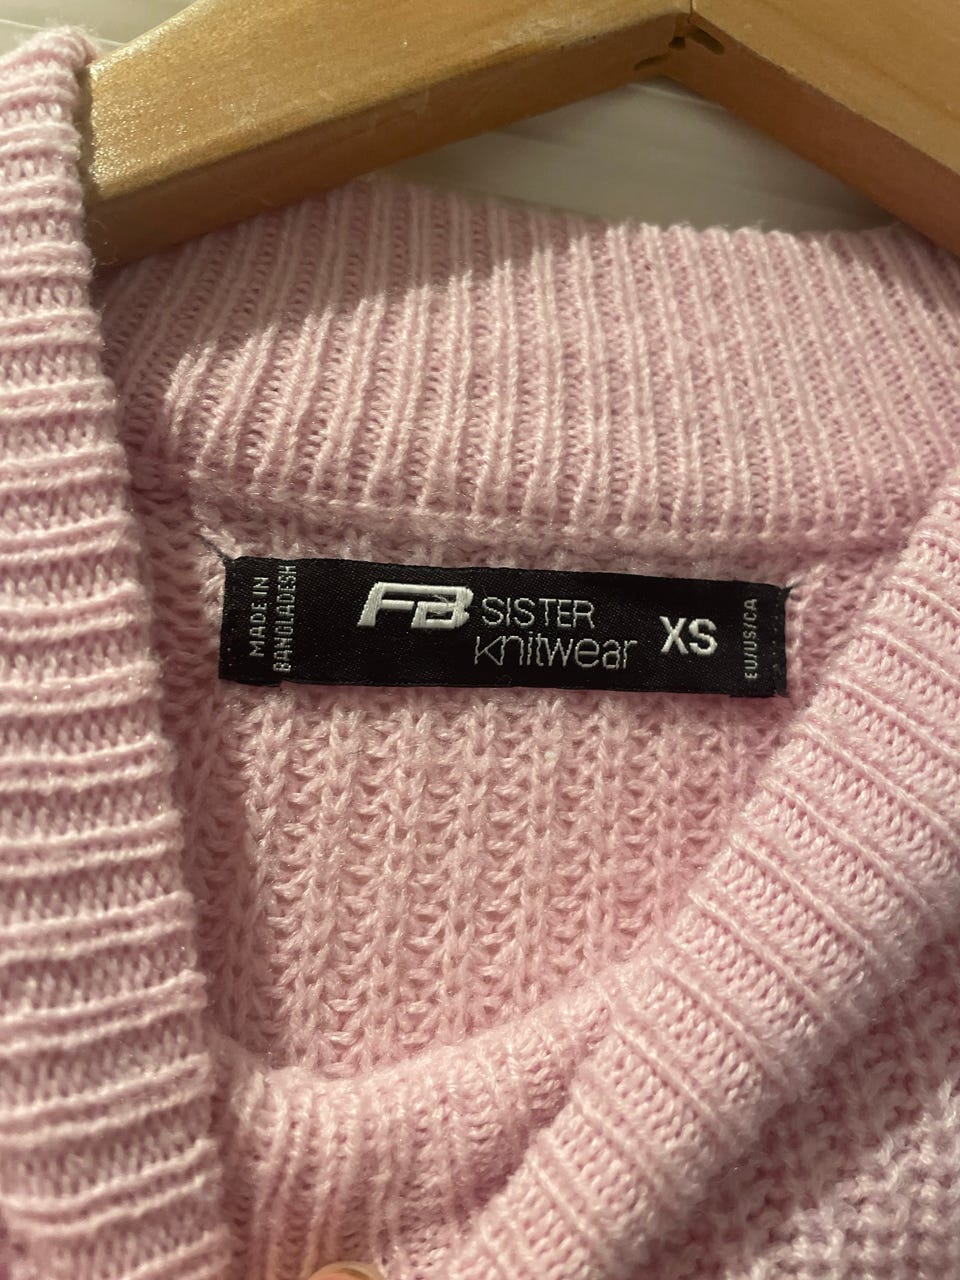 MADE IN
BANGLADESH
FB SISTER
knitwear
XS
EU/US/CA